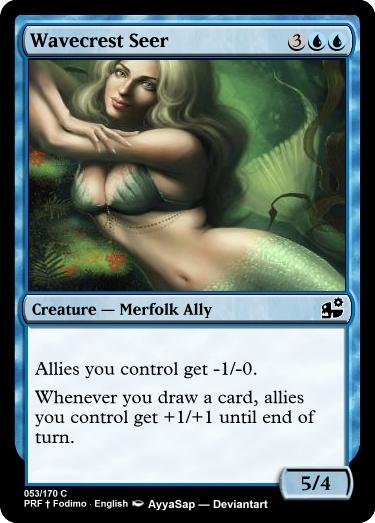 Wavecrest Seer 3
Creature — Merfolk Ally
Allies you control get -1/-0.
Whenever you draw a card, allies
you control get +1/+1 until end of
turn.
5/4
053/170 C
PRF † Fodimo · English AyyaSap — Deviantart